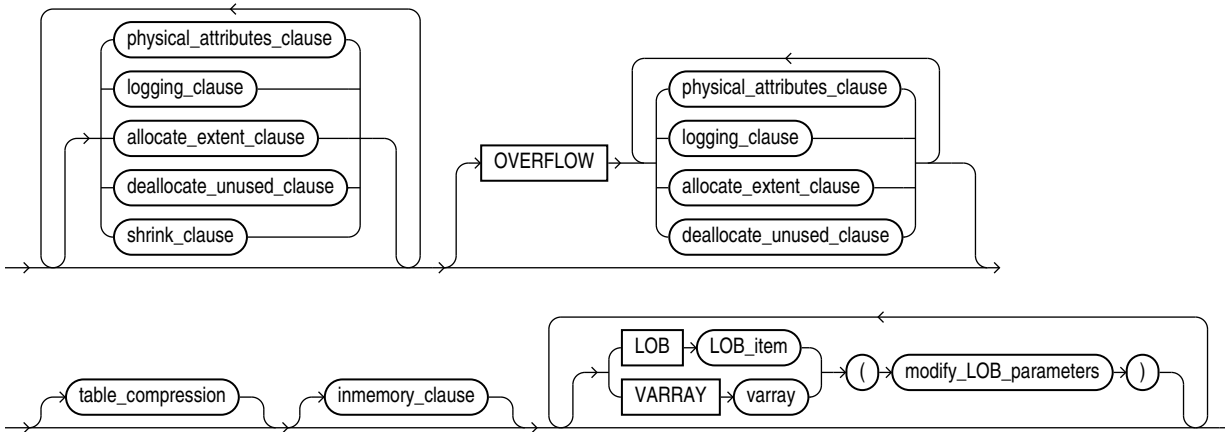 physical_attributes_clause
logging_clause
allocate_extent_clause
deallocate_unused_clause
shrink_clause
OVERFLOW
physical_attributes_clause
logging_clause
allocate_extent_clause
deallocate_unused_clause
table_compression
inmemory_clause
LOB LOB_item
VARRAY varray
( modify_LOB_parameters )